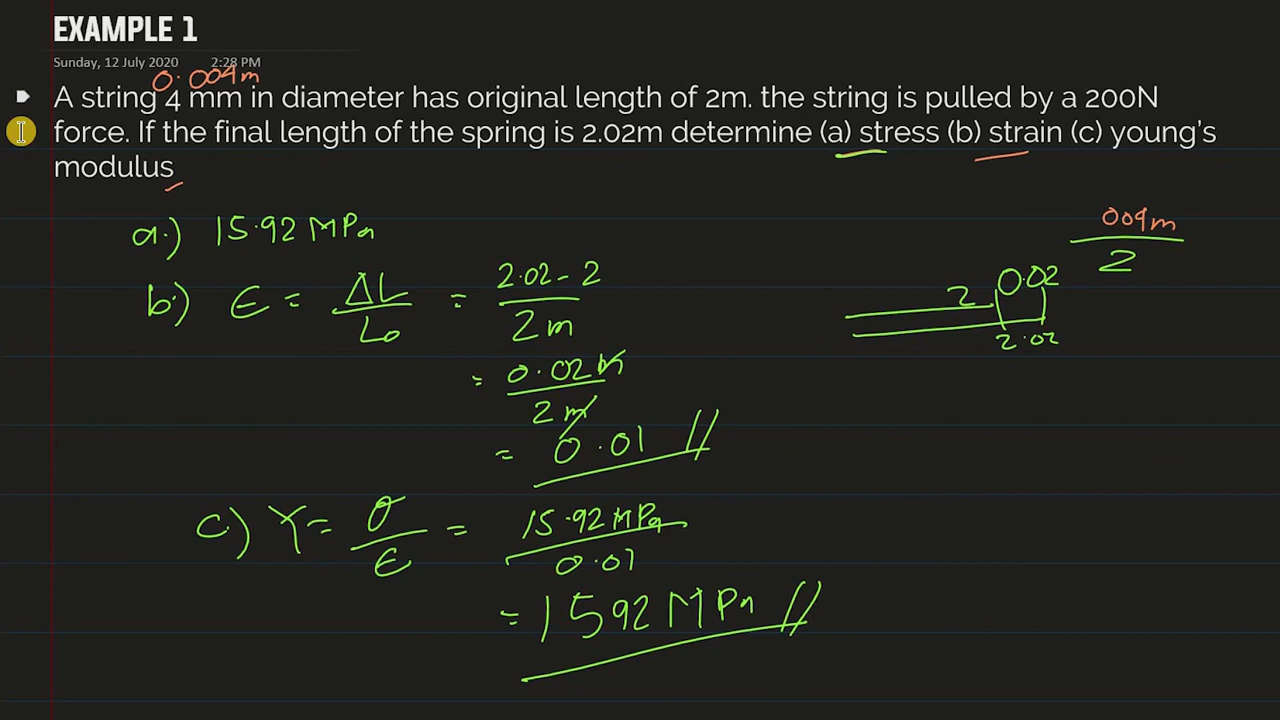 EXAMPLE 1
Sunday, 12 July 2020 2:28 PM
0.004m
A string 4 mm in diameter has original length of 2m. the string is pulled by a 200N
force. If the final length of the spring is 2.02m determine (a) stress (b) strain (c) young's
modulus
a.) 15.92 MPa
004m
2
b.) ϵ = ΔL / Lo = 2.02-2 / 2m
2 0.02
2.02
= 0.02m / 2m
= 0.01 //
c.) Y = σ / ϵ = 15.92 MPa / 0.01
= 1592 MPa //